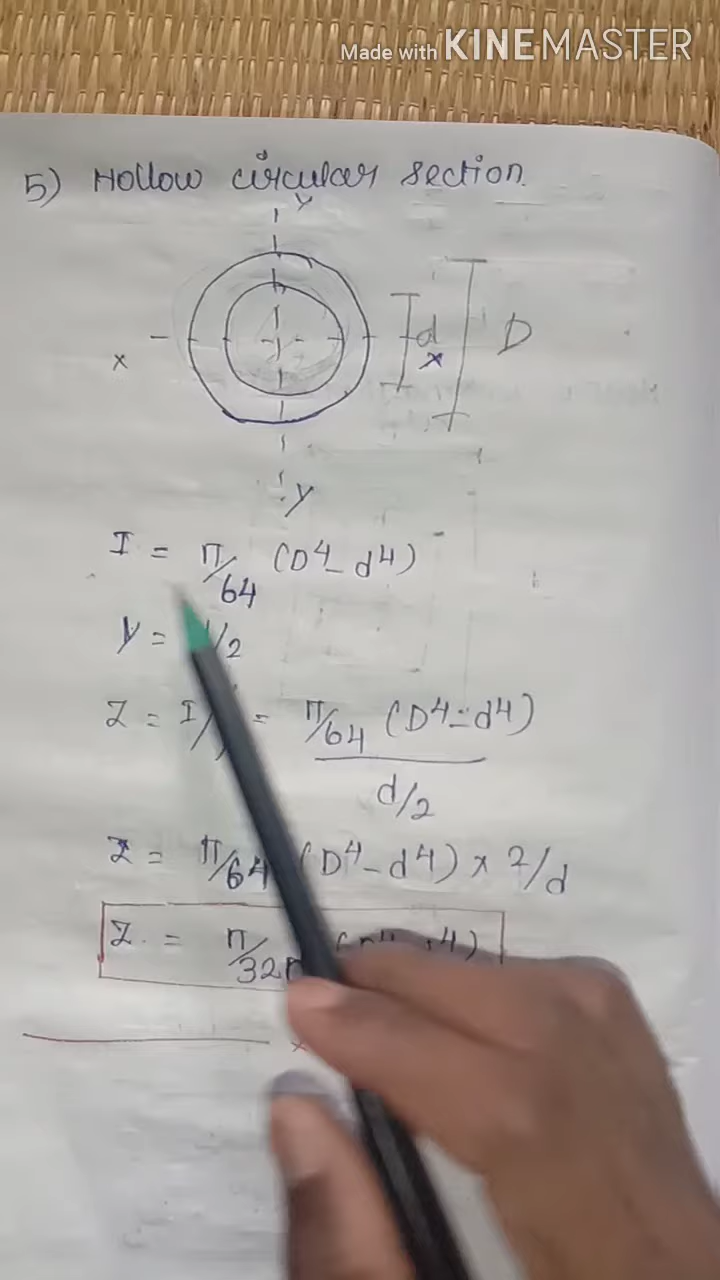 Made with KINEMASTER
5) Hollow circular section
y
x d x D
y
I = π/64 (D4- d4)
y = /2
Z = I/ = π/64 (D4-d4)
d/2
Z = π/64 (D4-d4) x 2/d
Z. = π/32
x